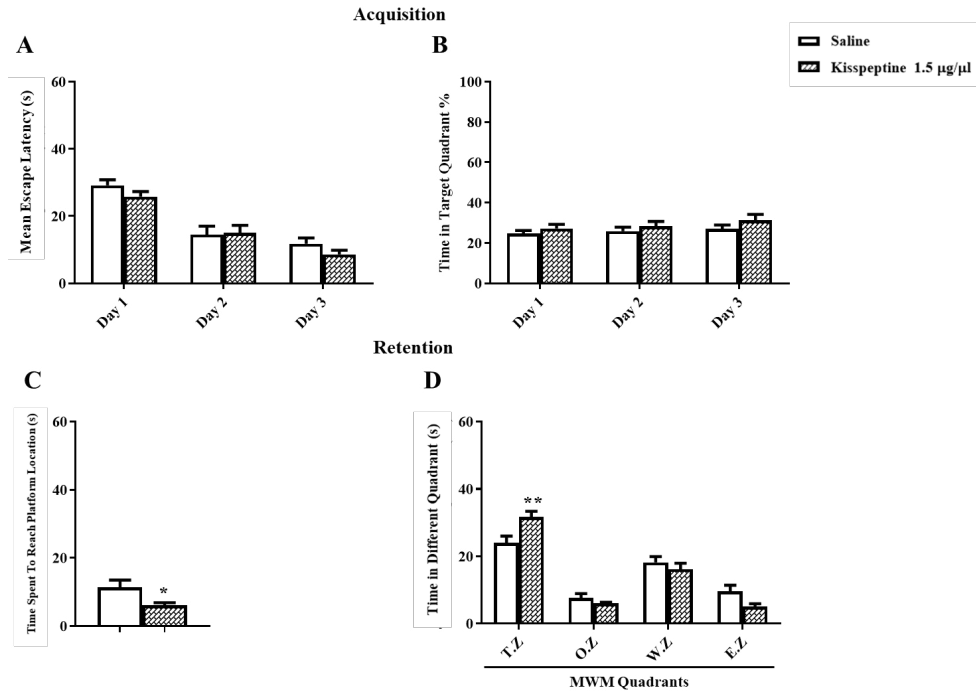 Acquisition
A
B
Saline
Kisspeptine 1.5 μg/μl
Mean Escape Latency (s)
60
40
20
0
Day 1
Day 2
Day 3
Time in Target Quadrant %
100
80
60
40
20
0
Day 1
Day 2
Day 3
Retention
C
D
Time Spent To Reach Platform Location (s)
60
40
20
0
*
Time in Different Quadrant (s)
60
40
20
0
**
T.Z
O.Z
W.Z
E.Z
MWM Quadrants